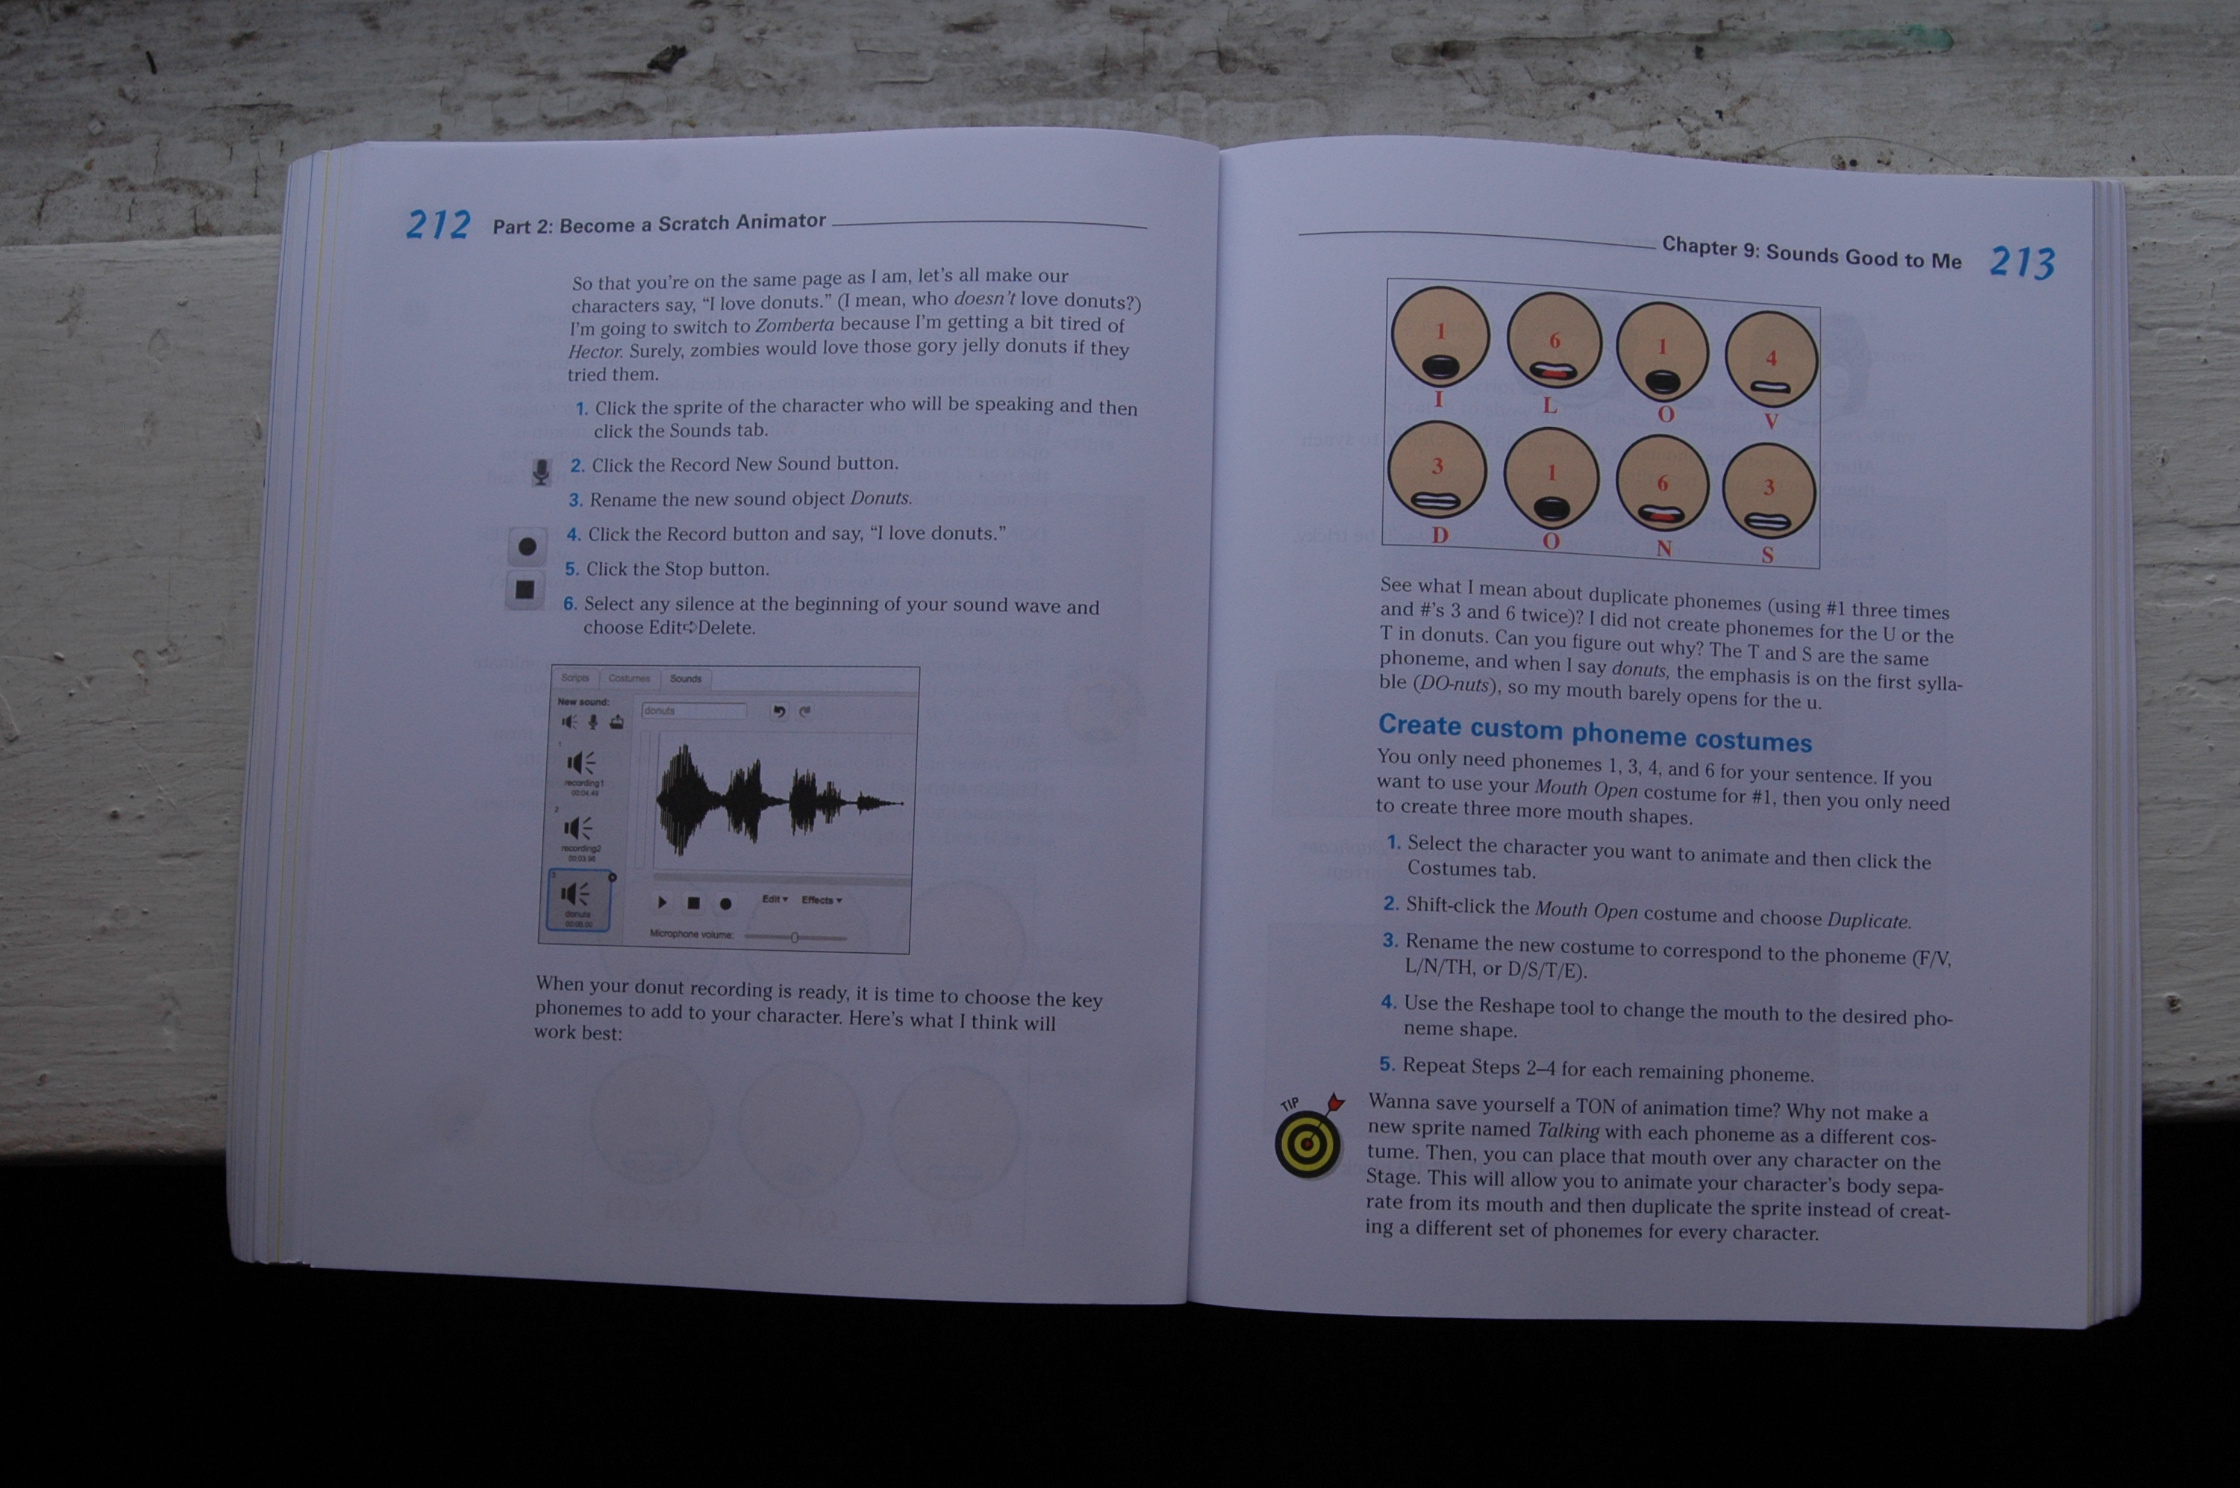 212 Part 2: Become a Scratch Animator
So that you're on the same page as I am, let's all make our
characters say, “I love donuts.” (I mean, who doesn't love donuts?)
I'm going to switch to Zomberta because I'm getting a bit tired of
Hector. Surely, zombies would love those gory jelly donuts if they
tried them.
1. Click the sprite of the character who will be speaking and then
click the Sounds tab.
2. Click the Record New Sound button.
3. Rename the new sound object Donuts.
4. Click the Record button and say, “I love donuts.”
5. Click the Stop button.
6. Select any silence at the beginning of your sound wave and
choose Edit➪Delete.
Scripts Costumes Sounds
New sound:
donuts
1
recording1
00:04.44
2
recording2
00:03.98
3
donuts
Edit Effects
Microphone volume:
When your donut recording is ready, it is time to choose the key
phonemes to add to your character. Here's what I think will
work best:
Chapter 9: Sounds Good to Me 213
1 6 1 4
I L O V
3 1 6 3
D O N S
See what I mean about duplicate phonemes (using #1 three times
and #'s 3 and 6 twice)? I did not create phonemes for the U or the
T in donuts. Can you figure out why? The T and S are the same
phoneme, and when I say donuts, the emphasis is on the first sylla-
ble (DO-nuts), so my mouth barely opens for the u.
Create custom phoneme costumes
You only need phonemes 1, 3, 4, and 6 for your sentence. If you
want to use your Mouth Open costume for #1, then you only need
to create three more mouth shapes.
1. Select the character you want to animate and then click the
Costumes tab.
2. Shift-click the Mouth Open costume and choose Duplicate.
3. Rename the new costume to correspond to the phoneme (F/V,
L/N/TH, or D/S/T/E).
4. Use the Reshape tool to change the mouth to the desired pho-
neme shape.
5. Repeat Steps 2–4 for each remaining phoneme.
TIP
Wanna save yourself a TON of animation time? Why not make a
new sprite named Talking with each phoneme as a different cos-
tume. Then, you can place that mouth over any character on the
Stage. This will allow you to animate your character's body sepa-
rate from its mouth and then duplicate the sprite instead of creat-
ing a different set of phonemes for every character.